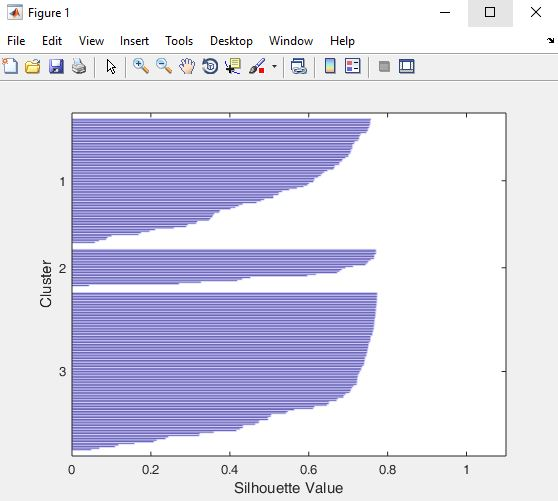 Figure 1
File Edit View Insert Tools Desktop Window Help
1
2
3
Cluster
0 0.2 0.4 0.6 0.8 1
Silhouette Value